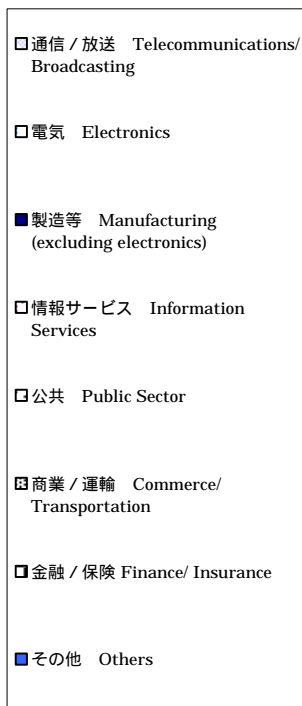 通信／放送　Telecommunications/
Broadcasting
電気　Electronics
製造等　Manufacturing
(excluding electronics)
情報サービス　Information
Services
公共　Public Sector
商業／運輸　Commerce/
Transportation
金融／保険 Finance/ Insurance
その他　Others